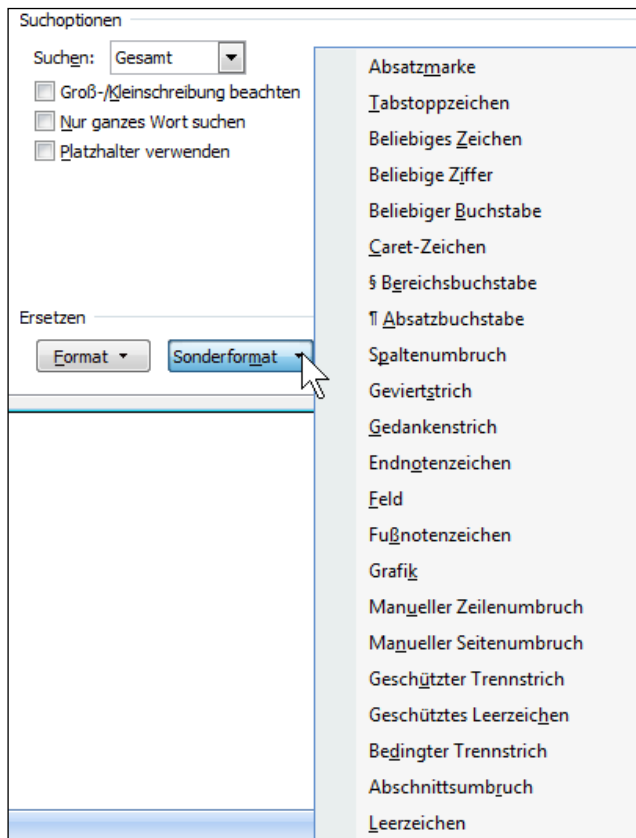 Suchoptionen
Suchen: Gesamt
Groß-/Kleinschreibung beachten
Nur ganzes Wort suchen
Platzhalter verwenden
Ersetzen
Format
Sonderformat
Absatzmarke
Tabstoppzeichen
Beliebiges Zeichen
Beliebige Ziffer
Beliebiger Buchstabe
Caret-Zeichen
§ Bereichsbuchstabe
¶ Absatzbuchstabe
Spaltenumbruch
Geviertstrich
Gedankenstrich
Endnotenzeichen
Feld
Fußnotenzeichen
Grafik
Manueller Zeilenumbruch
Manueller Seitenumbruch
Geschützter Trennstrich
Geschütztes Leerzeichen
Bedingter Trennstrich
Abschnittsumbruch
Leerzeichen